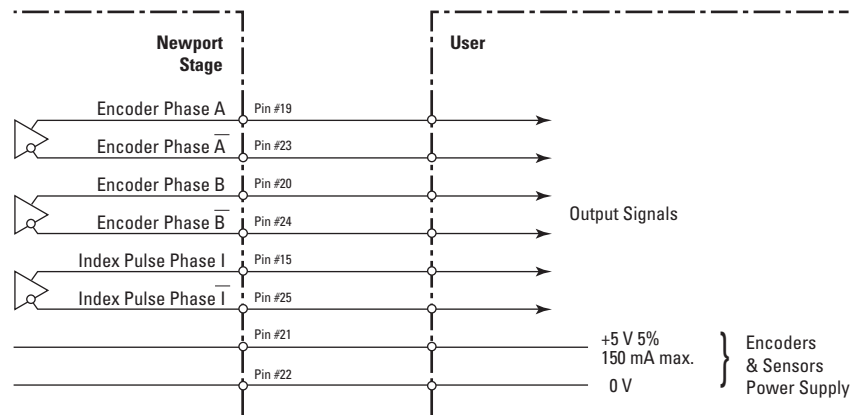 Newport
Stage
User
Encoder Phase A Pin #19
Encoder Phase A̅ Pin #23
Encoder Phase B Pin #20
Encoder Phase B̅ Pin #24
Output Signals
Index Pulse Phase I Pin #15
Index Pulse Phase I̅ Pin #25
Pin #21
+5 V 5%
150 mA max.
Pin #22
0 V
} Encoders
& Sensors
Power Supply